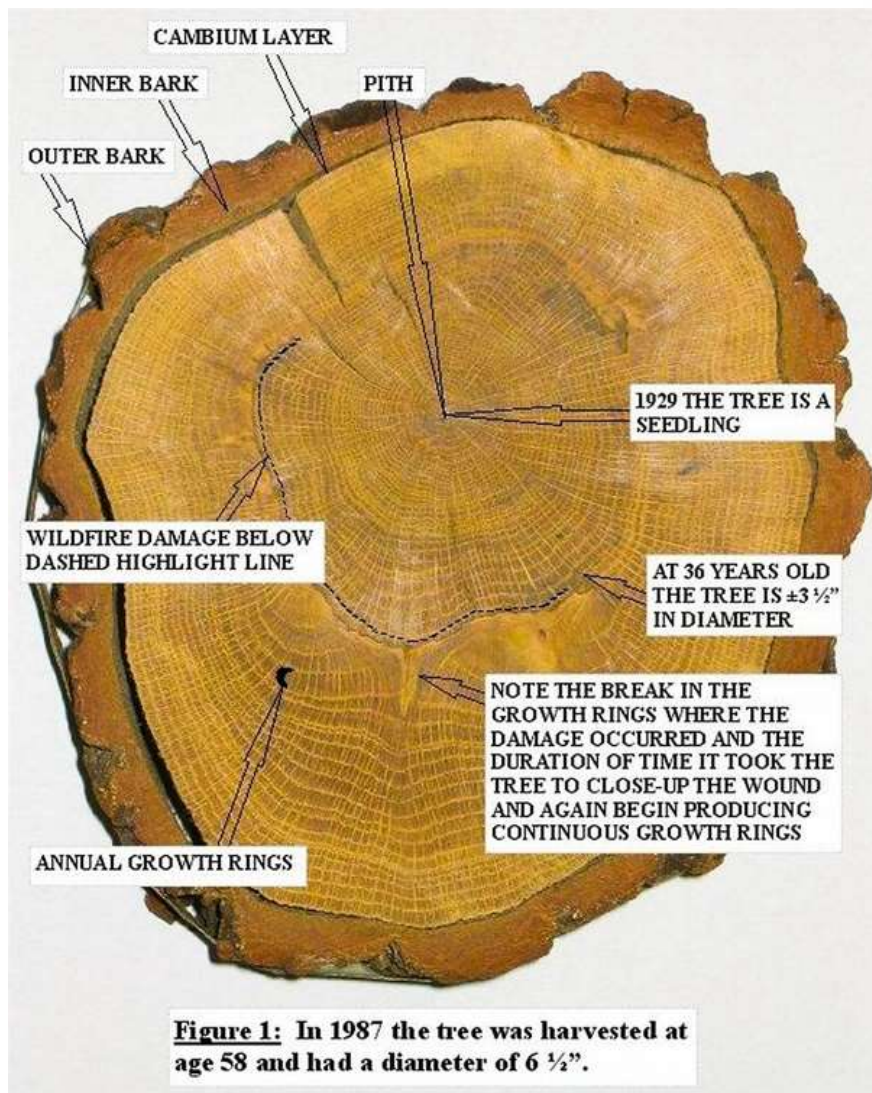 CAMBIUM LAYER
INNER BARK
PITH
OUTER BARK
1929 THE TREE IS A
SEEDLING
WILDFIRE DAMAGE BELOW
DASHED HIGHLIGHT LINE
AT 36 YEARS OLD
THE TREE IS ±3 ½”
IN DIAMETER
NOTE THE BREAK IN THE
GROWTH RINGS WHERE THE
DAMAGE OCCURRED AND THE
DURATION OF TIME IT TOOK THE
TREE TO CLOSE-UP THE WOUND
AND AGAIN BEGIN PRODUCING
CONTINUOUS GROWTH RINGS
ANNUAL GROWTH RINGS
Figure 1: In 1987 the tree was harvested at
age 58 and had a diameter of 6 ½”.